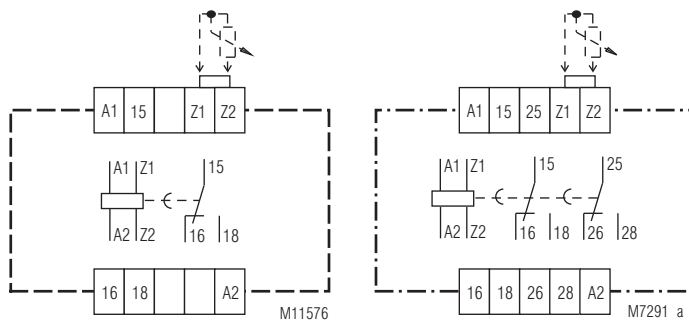 A1 15 Z1 Z2
A1 Z1 15
A2 Z2 16 18
16 18 A2
M11576
A1 15 25 Z1 Z2
A1 Z1 15 25
A2 Z2 16 18 26 28
16 18 26 28 A2
M7291 a